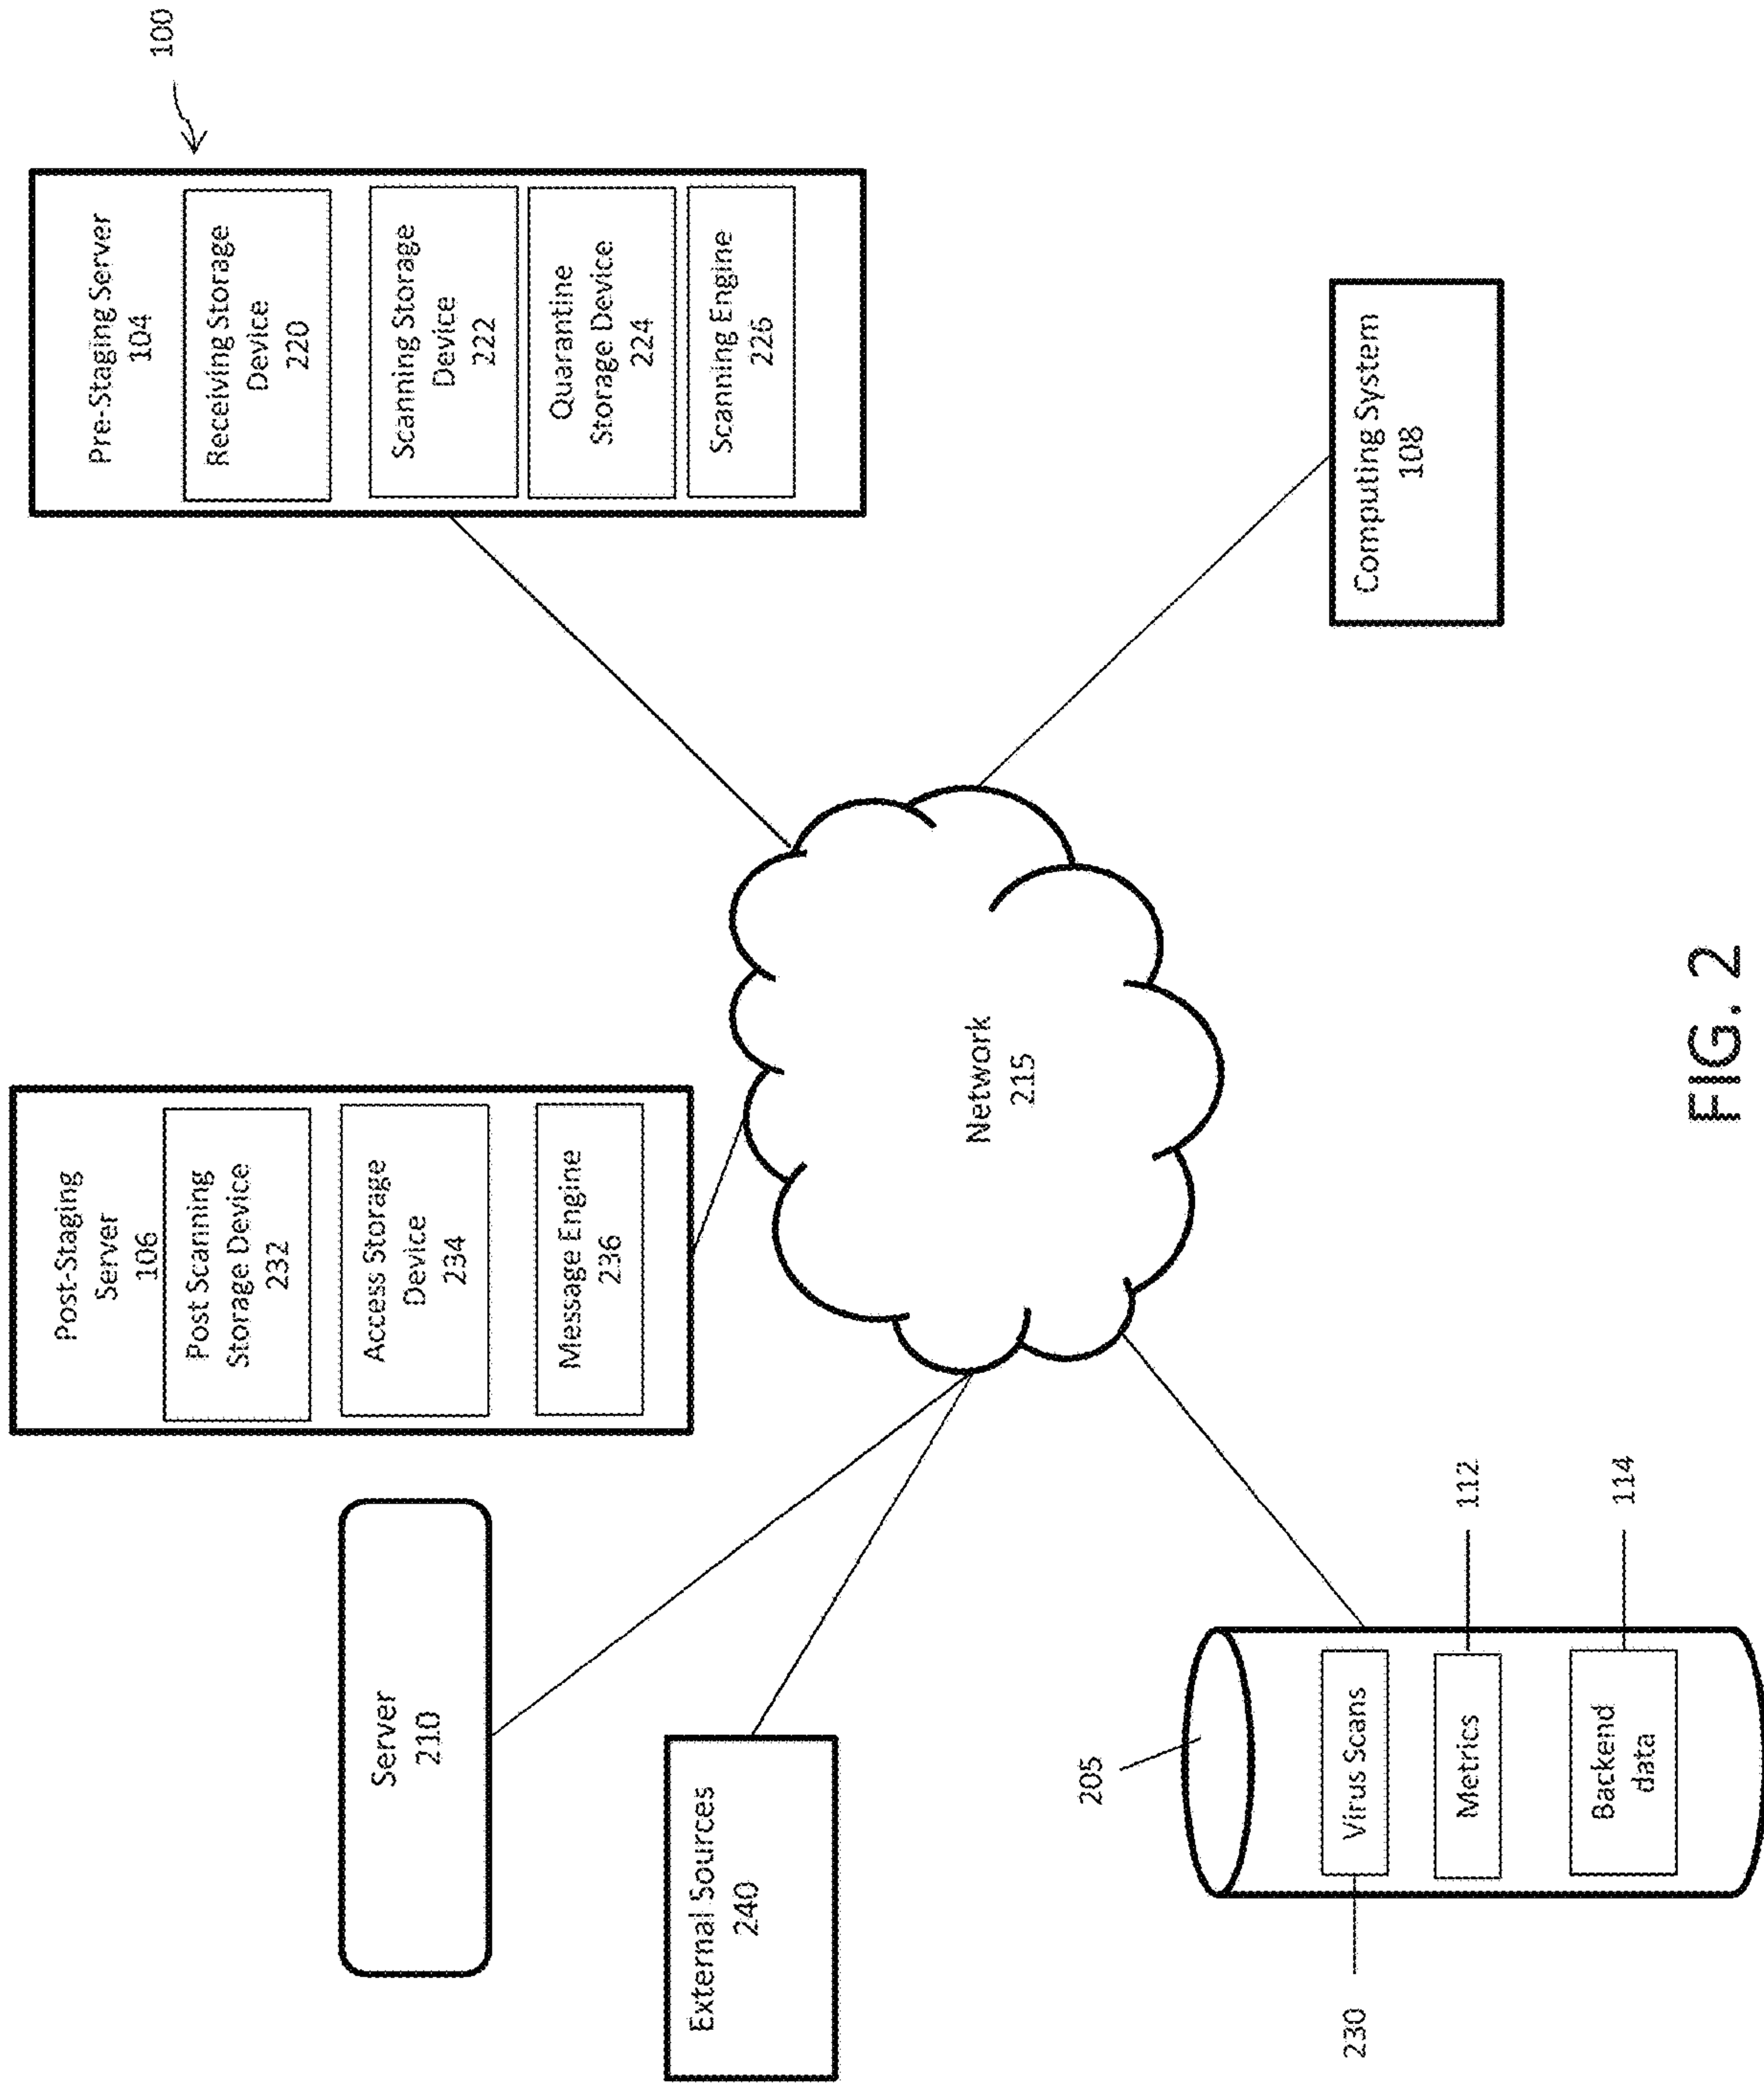 100
Pre-Staging Server
104
Receiving Storage
Device
220
Scanning Storage
Device
222
Quarantine
Storage Device
224
Scanning Engine
226
Post-Staging
Server
106
Post Scanning
Storage Device
232
Access Storage
Device
234
Message Engine
236
Server
210
External Sources
240
Network
215
Computing System
108
205
Virus Scans
230
Metrics
112
Backend
data
114
FIG. 2